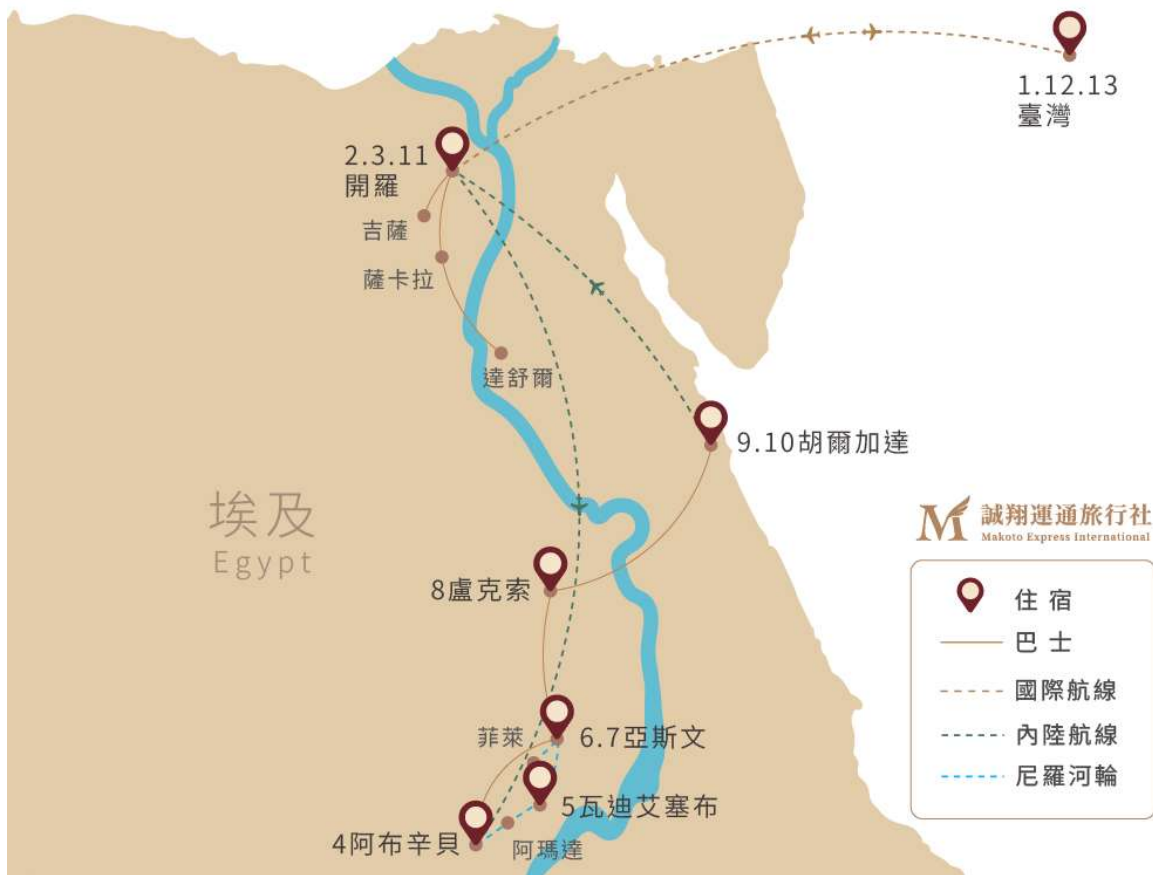 1.12.13
臺灣
2.3.11
開羅
吉薩
薩卡拉
達舒爾
9.10胡爾加達
埃及
Egypt
8盧克索
菲萊
6.7亞斯文
5瓦迪艾塞布
4阿布辛貝
阿瑪達
誠翔運通旅行社
Makoto Express International
住宿
巴士
國際航線
內陸航線
尼羅河輪